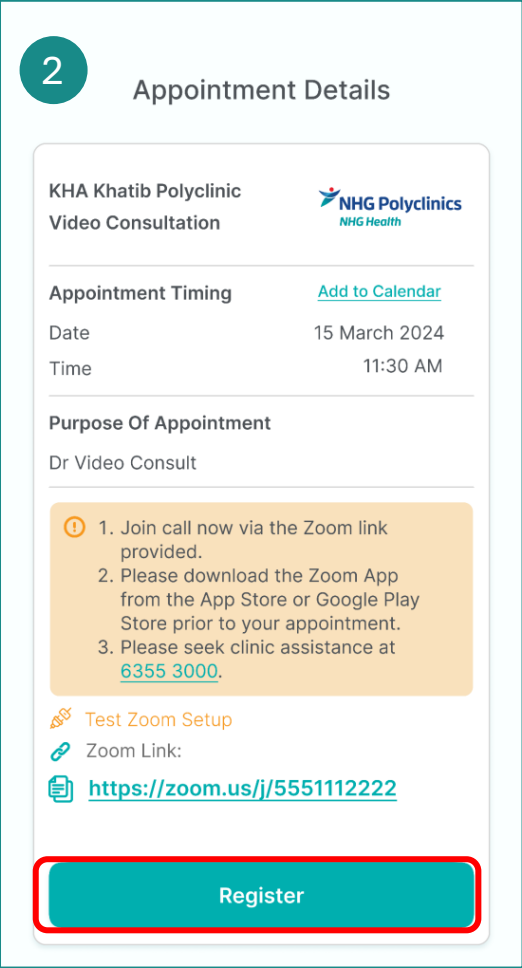 2
Appointment Details
KHA Khatib Polyclinic
Video Consultation
NHG Polyclinics
NHG Health
Appointment Timing
Add to Calendar
Date
15 March 2024
Time
11:30 AM
Purpose Of Appointment
Dr Video Consult
1. Join call now via the Zoom link
provided.
2. Please download the Zoom App
from the App Store or Google Play
Store prior to your appointment.
3. Please seek clinic assistance at
6355 3000.
Test Zoom Setup
Zoom Link:
https://zoom.us/j/5551112222
Register